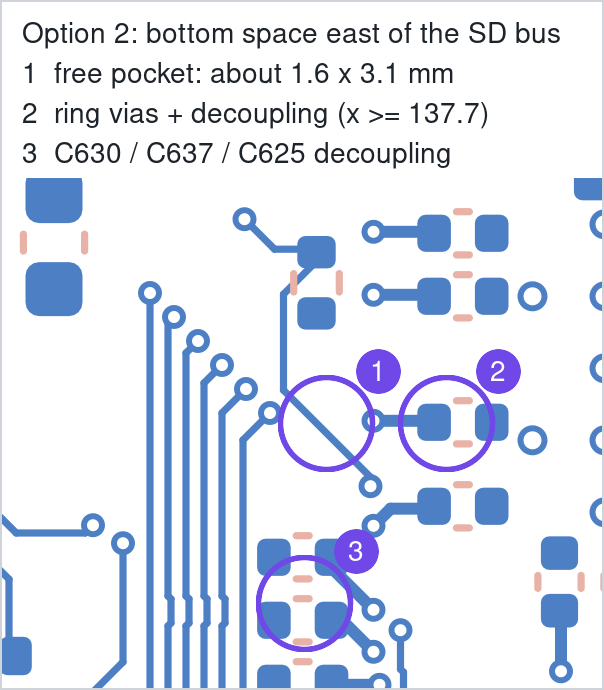 Option 2: bottom space east of the SD bus
1 free pocket: about 1.6 x 3.1 mm
2 ring vias + decoupling (x >= 137.7)
3 C630 / C637 / C625 decoupling
1
2
3